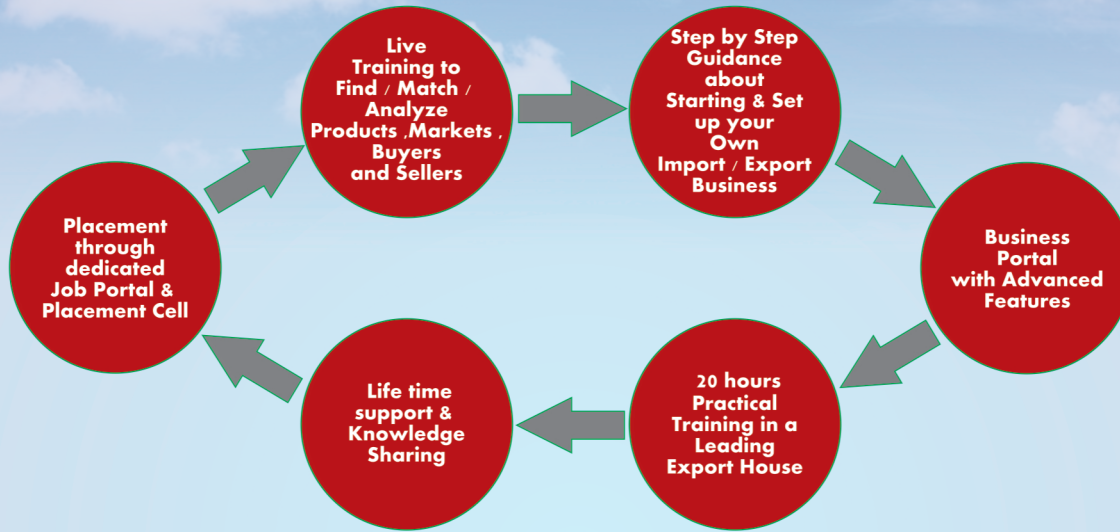 Live
Training to
Find / Match /
Analyze
Products ,Markets ,
Buyers
and Sellers
Step by Step
Guidance
about
Starting & Set
up your
Own
Import / Export
Business
Business
Portal
with Advanced
Features
20 hours
Practical
Training in a
Leading
Export House
Life time
support &
Knowledge
Sharing
Placement
through
dedicated
Job Portal &
Placement Cell